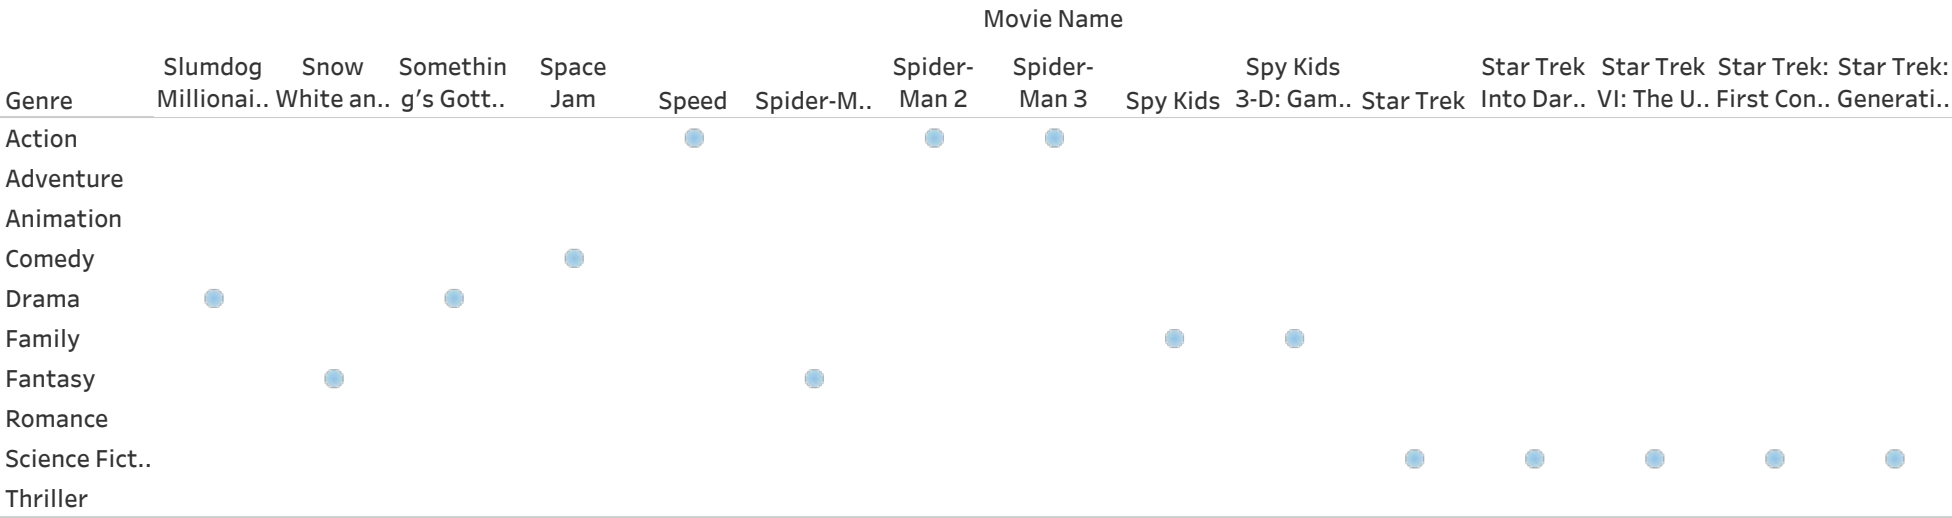 Movie Name
Slumdog Snow Somethin Space Spider- Spider- Spy Kids Star Trek Star Trek Star Trek: Star Trek:
Genre Millionai.. White an.. g's Gott.. Jam Speed Spider-M.. Man 2 Man 3 Spy Kids 3-D: Gam.. Star Trek Into Dar.. VI: The U.. First Con.. Generati..
Action
Adventure
Animation
Comedy
Drama
Family
Fantasy
Romance
Science Fict..
Thriller